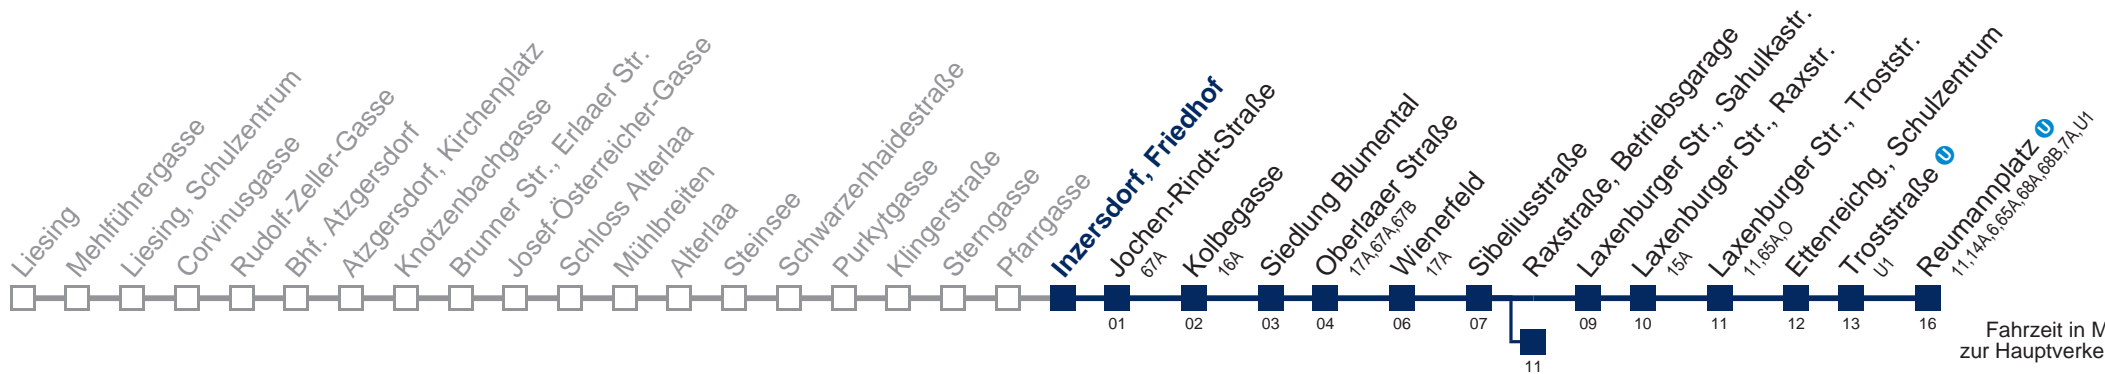 Liesing
Mehlführergasse
Liesing, Schulzentrum
Corvinusgasse
Rudolf-Zeller-Gasse
Bhf. Atzgersdorf
Atzgersdorf, Kirchenplatz
Knotzenbachgasse
Brunner Str., Erlaaer Str.
Josef-Österreicher-Gasse
Schloss Alterlaa
Mühlbreiten
Alterlaa
Steinsee
Schwarzenhaidestraße
Purkytgasse
Klingerstraße
Sterngasse
Pfarrgasse
Inzersdorf, Friedhof
Jochen-Rindt-Straße
67A
Kolbegasse
16A
Siedlung Blumental
Oberlaaer Straße
17A,67A,67B
Wienerfeld
17A
Sibeliusstraße
Raxstraße, Betriebsgarage
Laxenburger Str., Sahulkastr.
Laxenburger Str., Raxstr.
15A
Laxenburger Str., Troststr.
11,65A,O
Ettenreichg., Schulzentrum
Troststraße U
U1
Reumannplatz U
11,14A,6,65A,68A,68B,7A,U1
01 02 03 04 06 07 09 10 11 12 13 16
11
Fahrzeit in M
zur Hauptverke